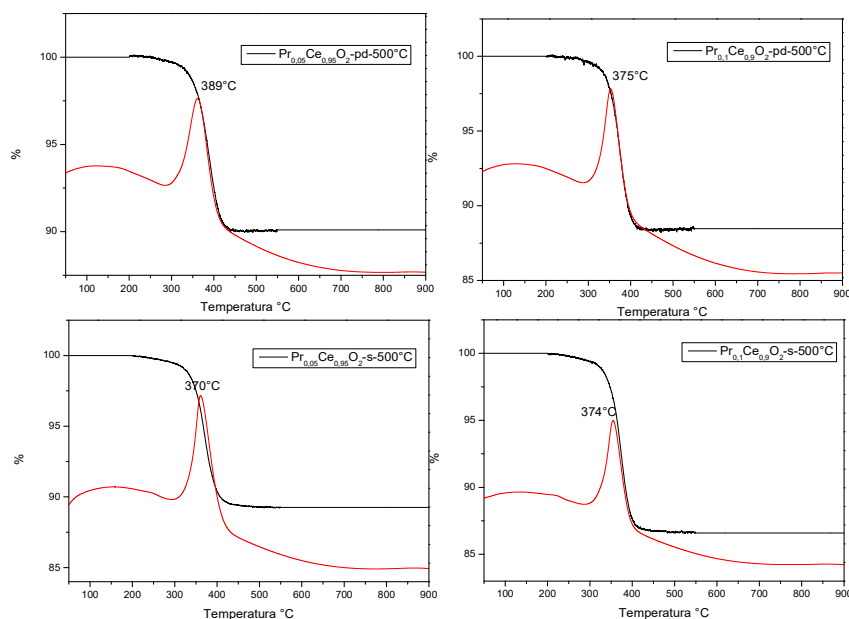 Pr0,05Ce0,95O2-pd-500°C
389°C
%
100
95
90
100 200 300 400 500 600 700 800 900
Temperatura °C
Pr0,1Ce0,9O2-pd-500°C
375°C
%
100
95
90
85
100 200 300 400 500 600 700 800 900
Temperatura °C
Pr0,05Ce0,95O2-s-500°C
370°C
%
100
95
90
85
100 200 300 400 500 600 700 800 900
Temperatura °C
Pr0,1Ce0,9O2-s-500°C
374°C
%
100
95
90
85
100 200 300 400 500 600 700 800 900
Temperatura °C